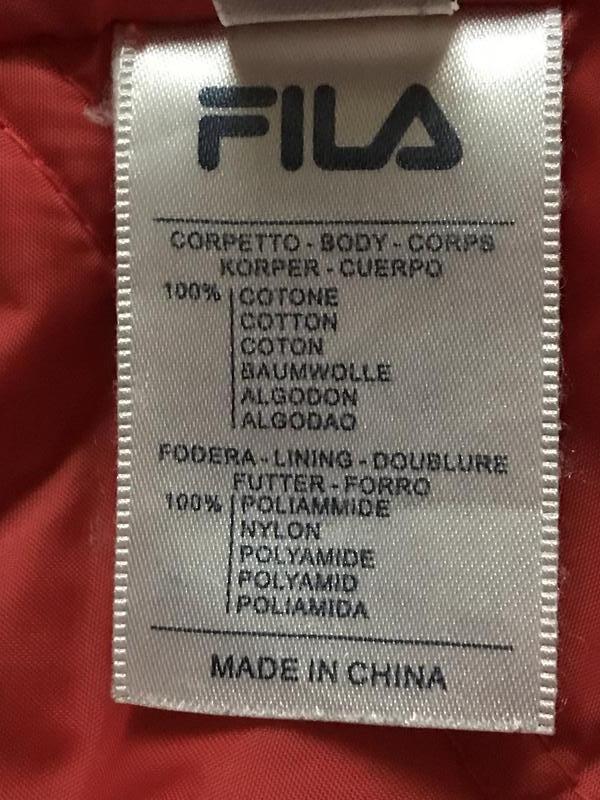 FILA
CORPETTO - BODY - CORPS
KORPER - CUERPO
100% COTONE
COTTON
COTON
BAUMWOLLE
ALGODON
ALGODAO
FODERA - LINING - DOUBLURE
FUTTER - FORRO
100% POLIAMMIDE
NYLON
POLYAMIDE
POLYAMID
POLIAMIDA
MADE IN CHINA